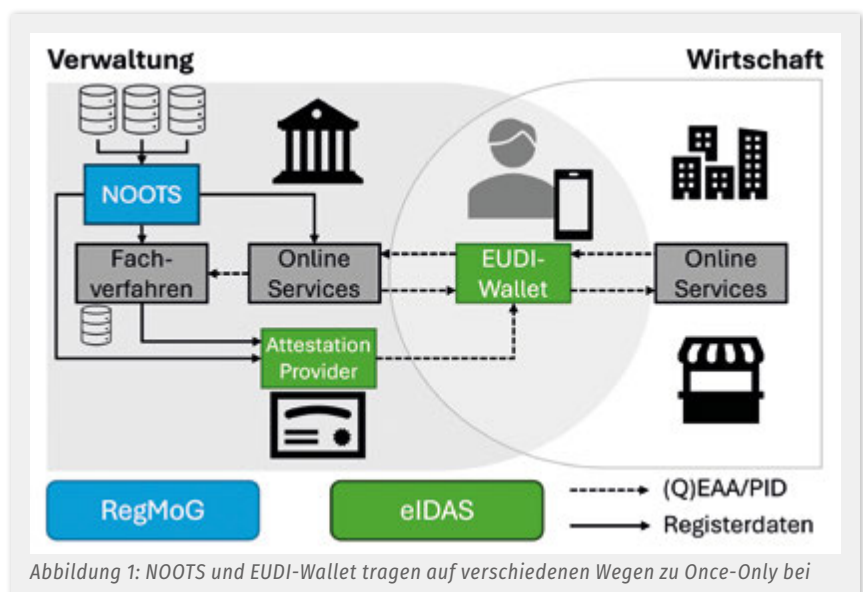 Verwaltung
Wirtschaft
NOOTS
Fach-
verfahren
Online
Services
EUDI-
Wallet
Online
Services
Attestation
Provider
RegMoG
eIDAS
(Q)EAA/PID
Registerdaten
Abbildung 1: NOOTS und EUDI-Wallet tragen auf verschiedenen Wegen zu Once-Only bei